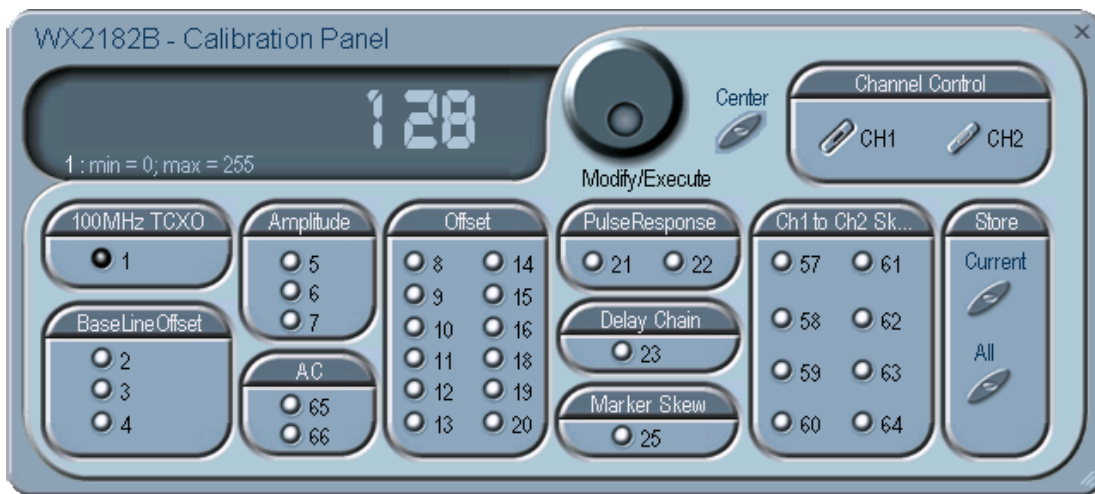 WX2182B - Calibration Panel
128
1 : min = 0; max = 255
Modify/Execute
Center
Channel Control
CH1 CH2
100MHz TCXO
1
BaseLineOffset
2
3
4
Amplitude
5
6
7
AC
65
66
Offset
8 14
9 15
10 16
11 18
12 19
13 20
PulseResponse
21 22
Delay Chain
23
Marker Skew
25
Ch1 to Ch2 Sk...
57 61
58 62
59 63
60 64
Store
Current
All